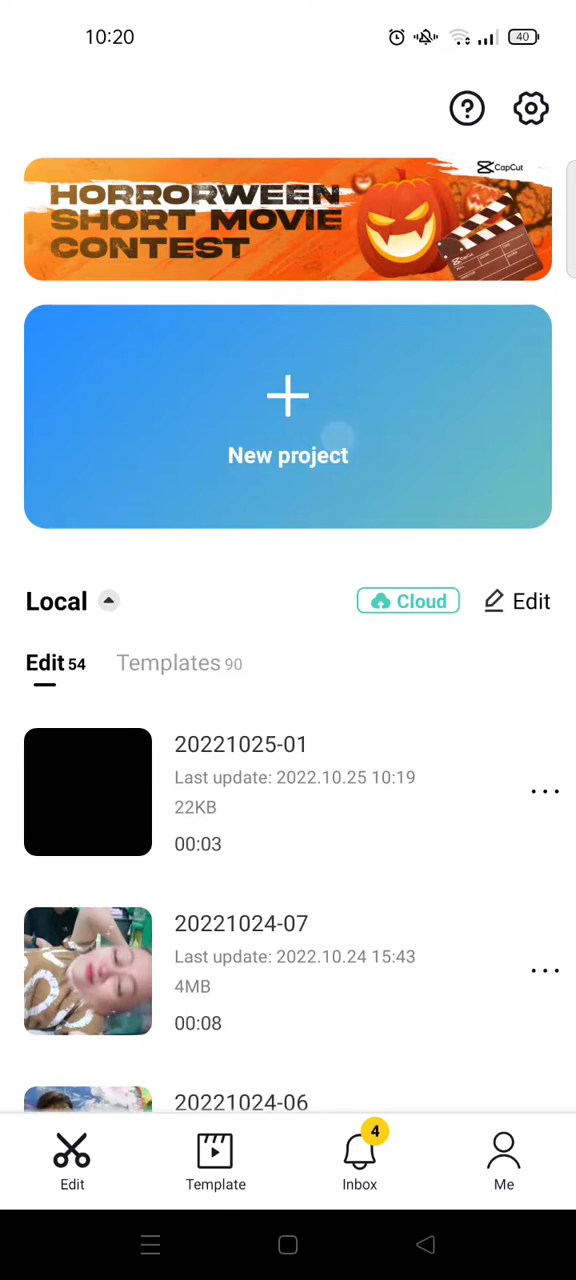 10:20
40
CapCut
HORRORWEEN
SHORT MOVIE
CONTEST
New project
Local
Cloud
Edit
Edit 54
Templates 90
20221025-01
Last update: 2022.10.25 10:19
22KB
00:03
20221024-07
Last update: 2022.10.24 15:43
4MB
00:08
20221024-06
4
Edit
Template
Inbox
Me